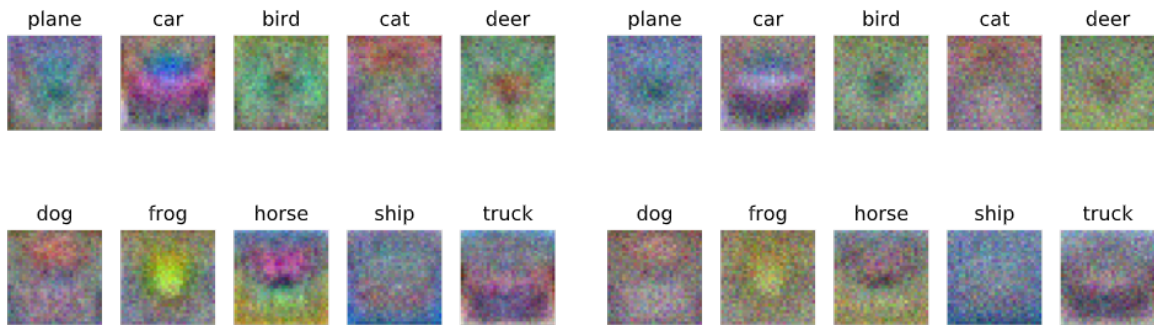 plane car bird cat deer plane car bird cat deer
dog frog horse ship truck dog frog horse ship truck